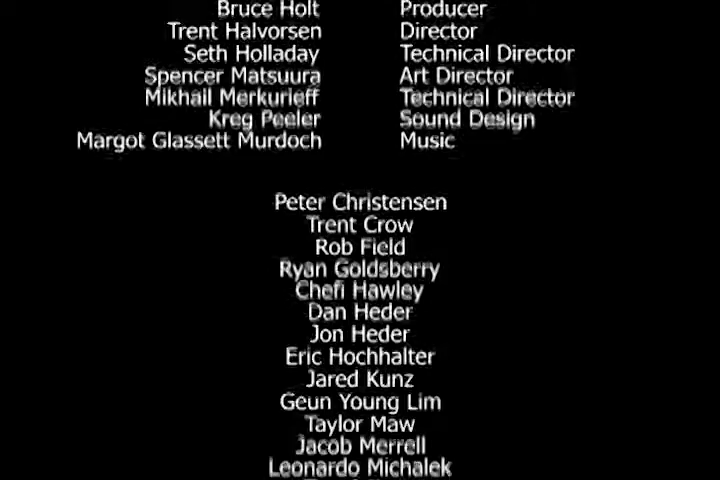 Bruce Holt Producer
Trent Halvorsen Director
Seth Holladay Technical Director
Spencer Matsuura Art Director
Mikhail Merkurieff Technical Director
Kreg Peeler Sound Design
Margot Glassett Murdoch Music
Peter Christensen
Trent Crow
Rob Field
Ryan Goldsberry
Chefi Hawley
Dan Heder
Jon Heder
Eric Hochhalter
Jared Kunz
Geun Young Lim
Taylor Maw
Jacob Merrell
Leonardo Michalek